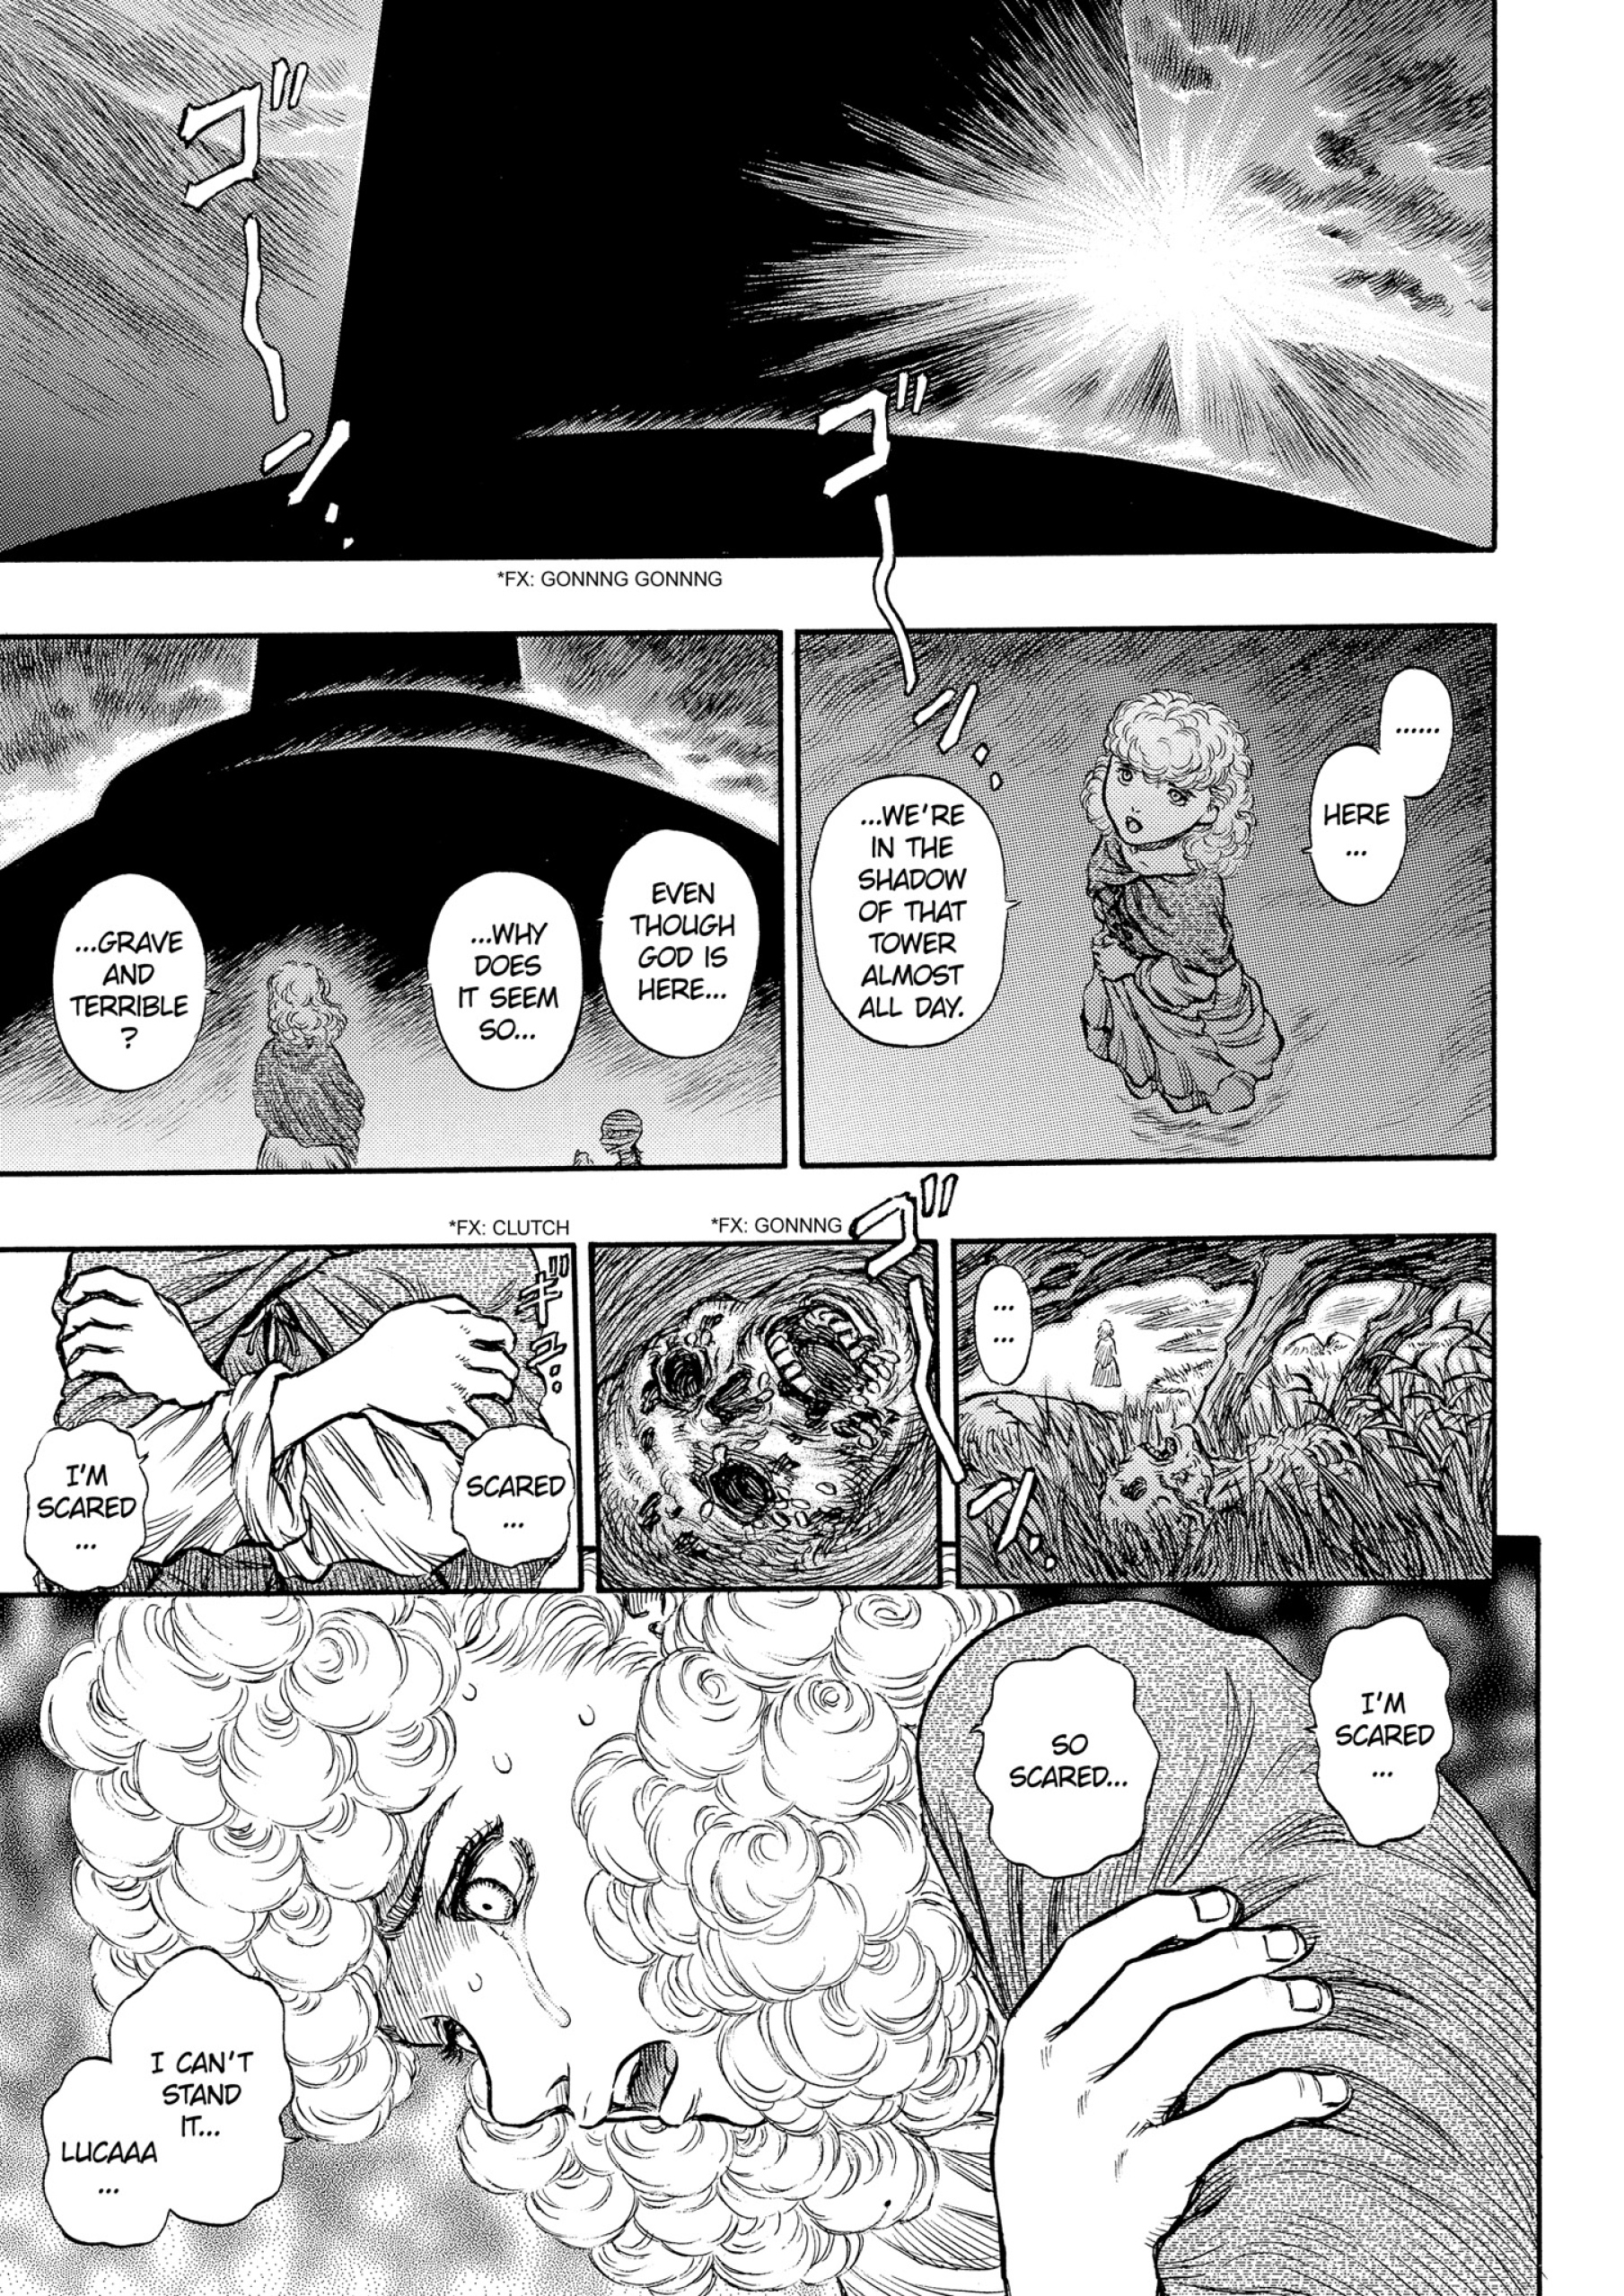 ゴーン
ゴーン
*FX: GONNNG GONNNG
......
HERE
...
...WE'RE
IN THE
SHADOW
OF THAT
TOWER
ALMOST
ALL DAY.
EVEN
THOUGH
GOD IS
HERE...
...WHY
DOES
IT SEEM
SO...
...GRAVE
AND
TERRIBLE
?
...
...
*FX: GONNNG
ゴーン
*FX: CLUTCH
ギュ
SCARED
...
I'M
SCARED
...
I'M
SCARED
...
SO
SCARED...
I CAN'T
STAND
IT...
LUCAAA
...